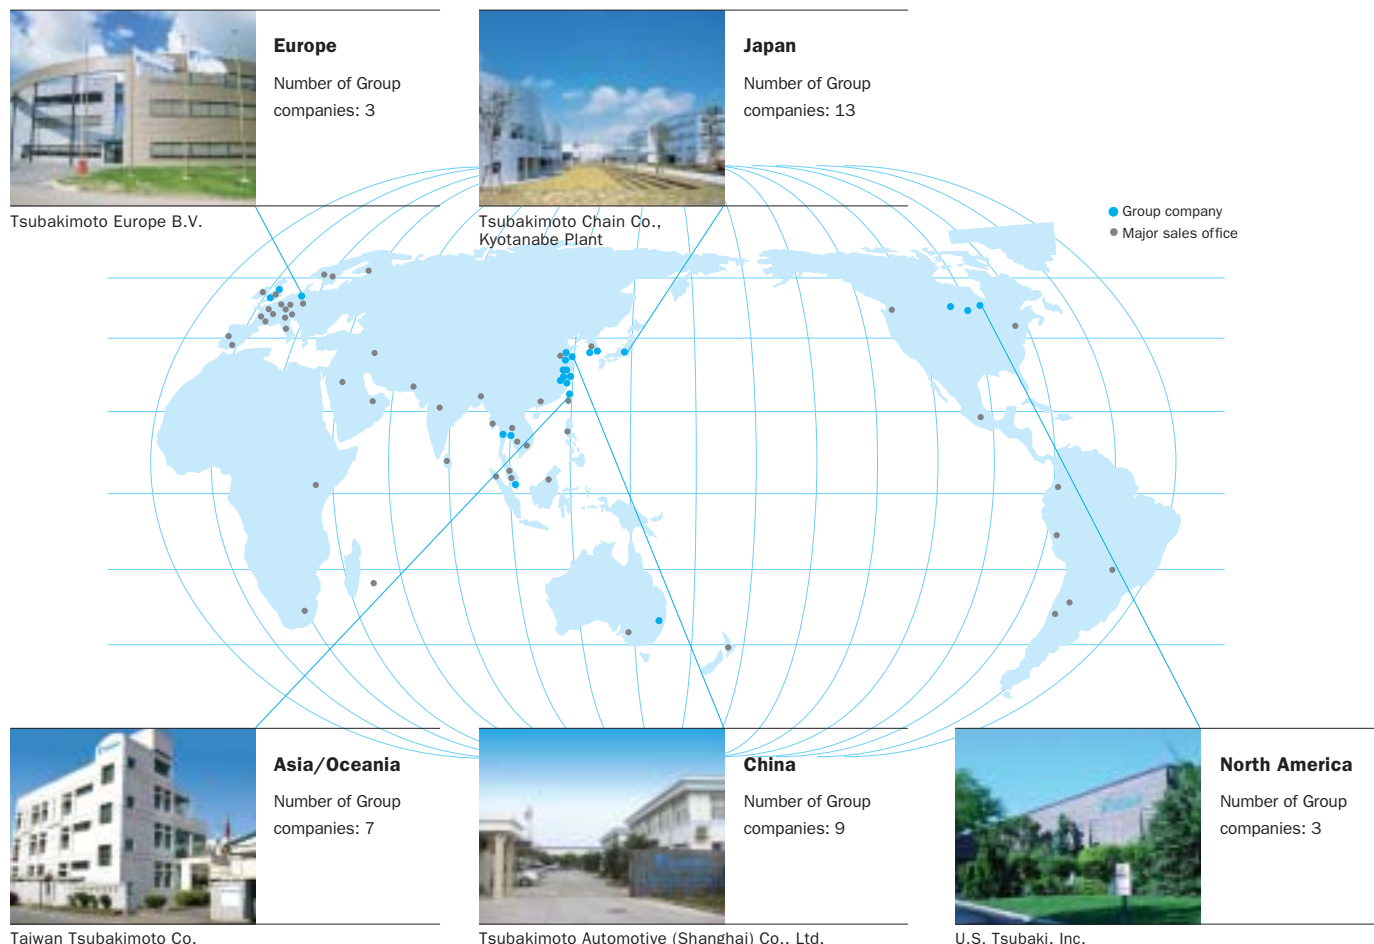 Europe
Number of Group
companies: 3
Tsubakimoto Europe B.V.
Japan
Number of Group
companies: 13
Tsubakimoto Chain Co.,
Kyotanabe Plant
Group company
Major sales office
Asia/Oceania
Number of Group
companies: 7
Taiwan Tsubakimoto Co.
China
Number of Group
companies: 9
Tsubakimoto Automotive (Shanghai) Co., Ltd.
North America
Number of Group
companies: 3
U.S. Tsubaki, Inc.